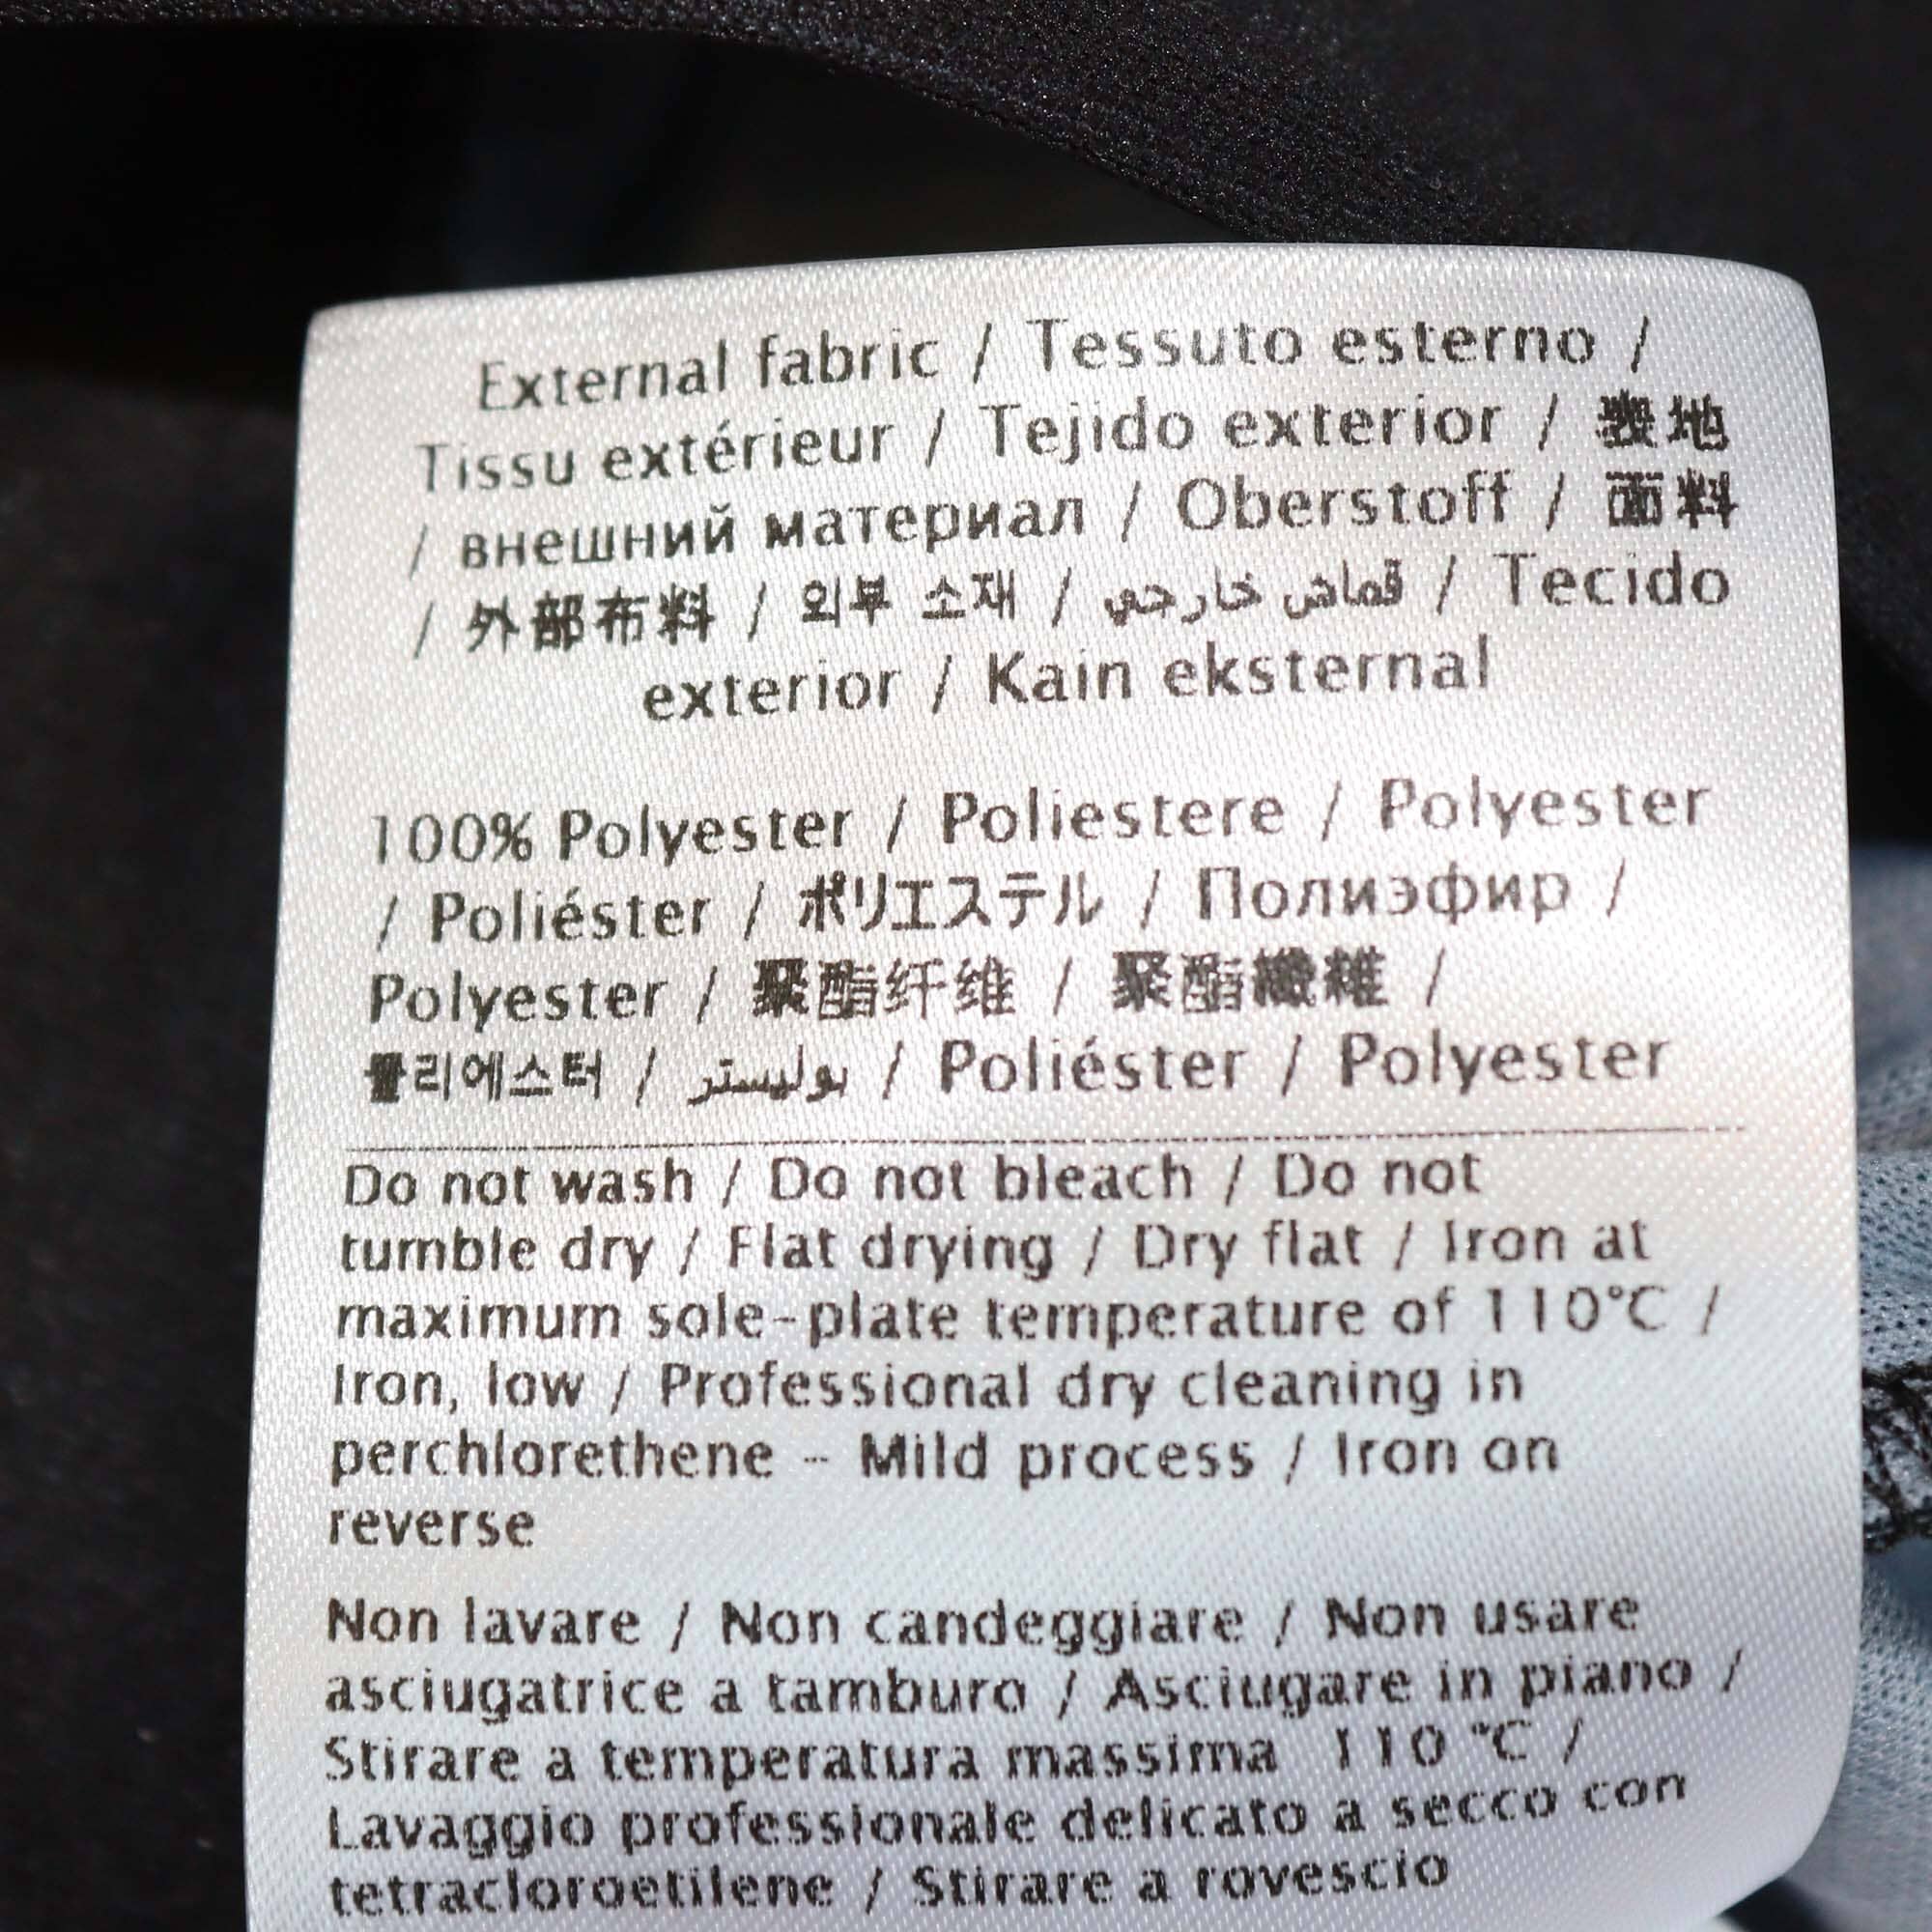 External fabric / Tessuto esterno /
Tissu extérieur / Tejido exterior / 表地
/ внешний материал / Oberstoff / 面料
/ 外部布料 / 외부 소재 / قماش خارجي / Tecido
exterior / Kain eksternal
100% Polyester / Poliestere / Polyester
/ Poliéster / ポリエステル / Полиэфир /
Polyester / 聚酯纤维 / 聚酯纖維 /
폴리에스터 / بوليستر / Poliéster / Polyester
Do not wash / Do not bleach / Do not
tumble dry / Flat drying / Dry flat / Iron at
maximum sole-plate temperature of 110°C /
Iron, low / Professional dry cleaning in
perchlorethene - Mild process / Iron on
reverse
Non lavare / Non candeggiare / Non usare
asciugatrice a tamburo / Asciugare in piano /
Stirare a temperatura massima 110 °C /
Lavaggio professionale delicato a secco con
tetracloroetilene / Stirare a rovescio